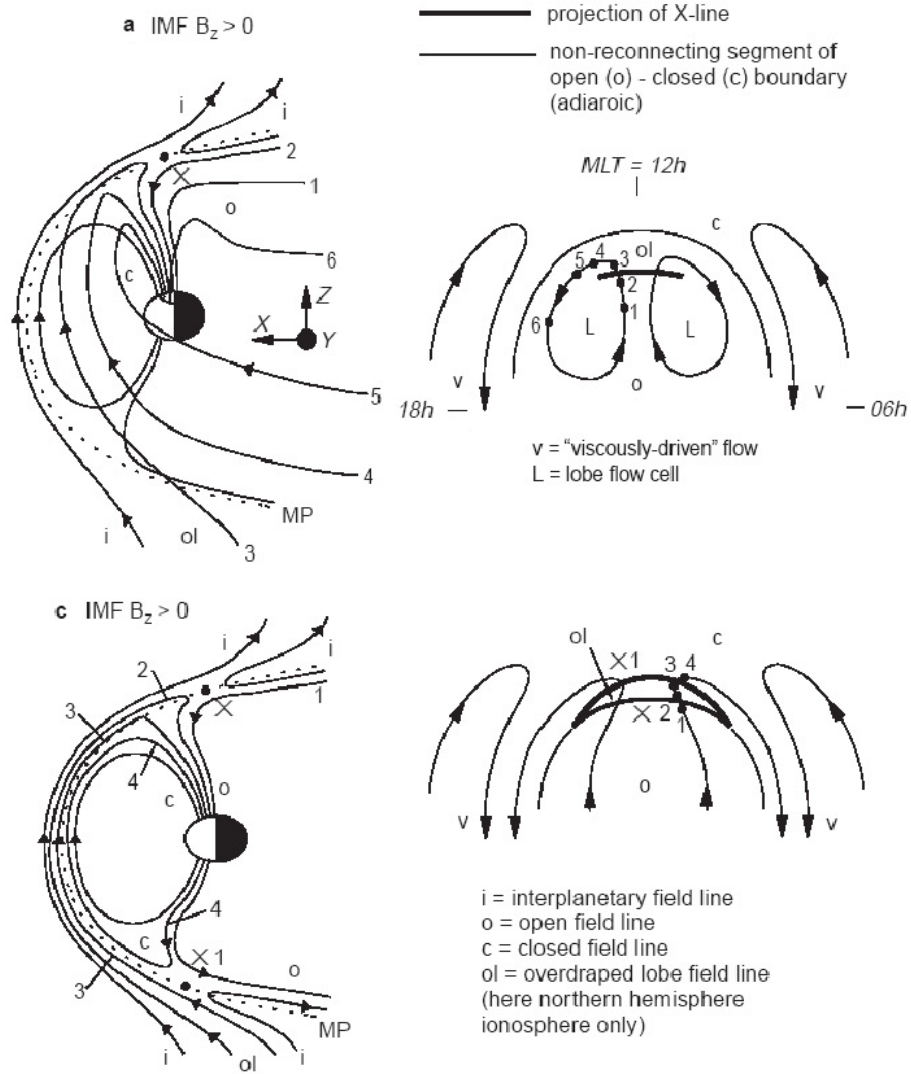 a IMF Bz > 0
projection of X-line
non-reconnecting segment of
open (o) - closed (c) boundary
(adiaroic)
i
i
2
X
1
o
6
c
Z
X
Y
5
4
MP
i
ol
3
MLT = 12h
c
ol
5
4
3
2
1
6
L
L
o
v
v
18h
06h
v = "viscously-driven" flow
L = lobe flow cell
c IMF Bz > 0
i
i
2
X
1
3
4
c
o
4
c
X1
3
o
MP
i
ol
i
ol
X1
3
4
c
X
2
1
o
v
v
i = interplanetary field line
o = open field line
c = closed field line
ol = overdraped lobe field line
(here northern hemisphere
ionosphere only)